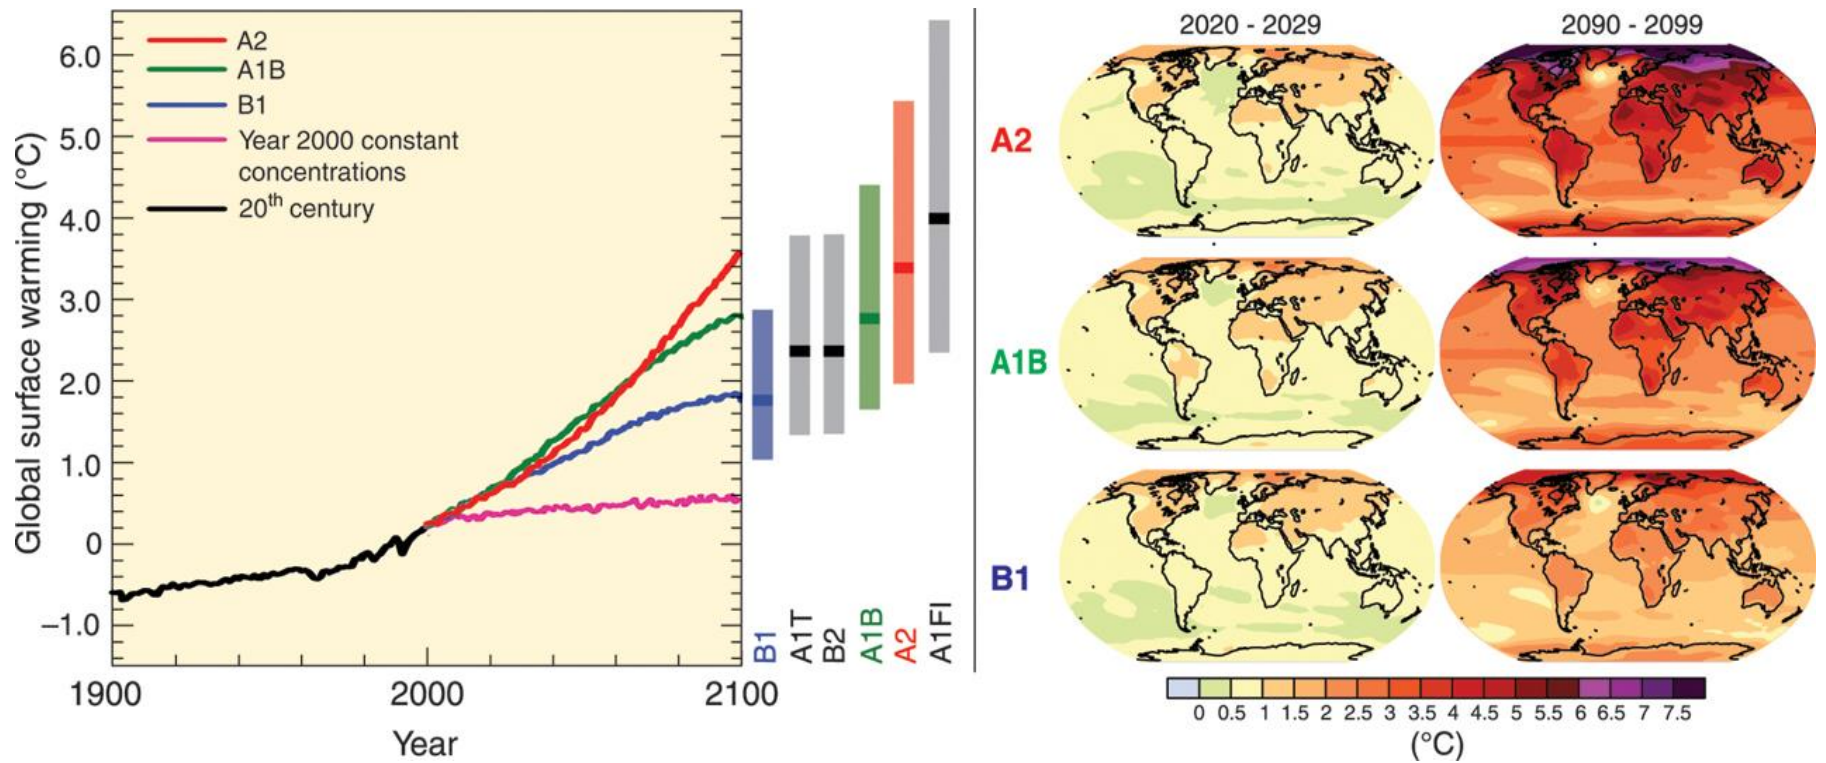 A2
A1B
B1
Year 2000 constant
concentrations
20th century
Global surface warming (°C)
6.0
5.0
4.0
3.0
2.0
1.0
0
–1.0
1900
2000
2100
Year
B1
A1T
B2
A1B
A2
A1FI
2020 - 2029
2090 - 2099
A2
A1B
B1
0 0.5 1 1.5 2 2.5 3 3.5 4 4.5 5 5.5 6 6.5 7 7.5
(°C)